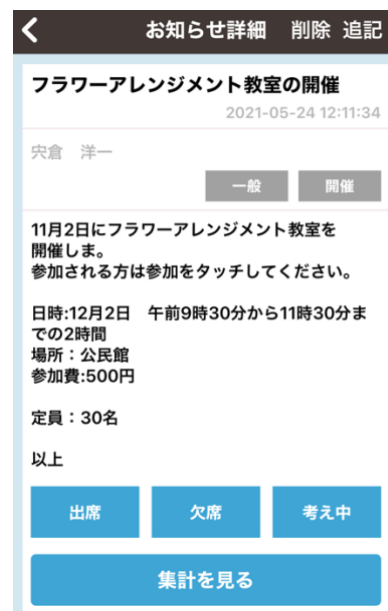 お知らせ詳細 削除 追記
フラワーアレンジメント教室の開催
2021-05-24 12:11:34
宍倉 洋一
一般 開催
11月2日にフラワーアレンジメント教室を
開催しま。
参加される方は参加をタッチしてください。
日時:12月2日 午前9時30分から11時30分ま
での2時間
場所：公民館
参加費:500円
定員：30名
以上
出席 欠席 考え中
集計を見る